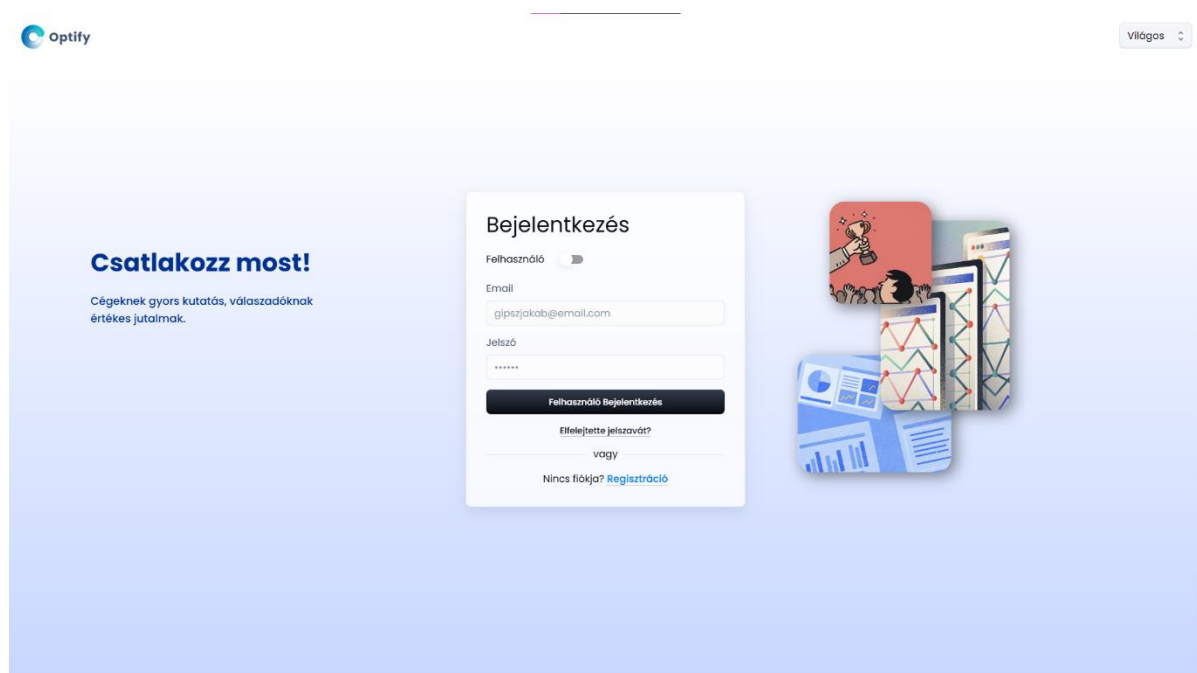 Optify
Világos
Csatlakozz most!
Cégeknek gyors kutatás, válaszadóknak
értékes jutalmak.
Bejelentkezés
Felhasználó
Email
gipszjakab@email.com
Jelszó
••••••
Felhasználó Bejelentkezés
Elfelejtette jelszavát?
vagy
Nincs fiókja? Regisztráció